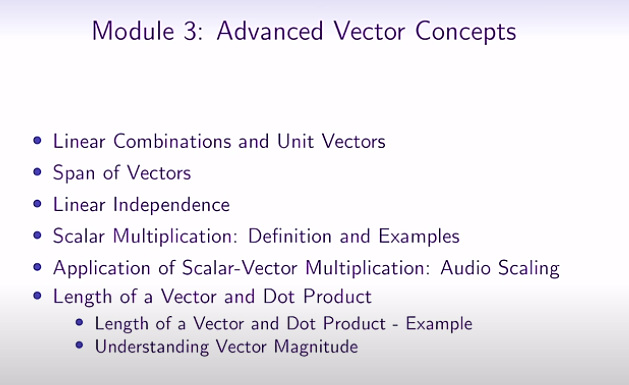 Module 3: Advanced Vector Concepts
Linear Combinations and Unit Vectors
Span of Vectors
Linear Independence
Scalar Multiplication: Definition and Examples
Application of Scalar-Vector Multiplication: Audio Scaling
Length of a Vector and Dot Product
Length of a Vector and Dot Product - Example
Understanding Vector Magnitude